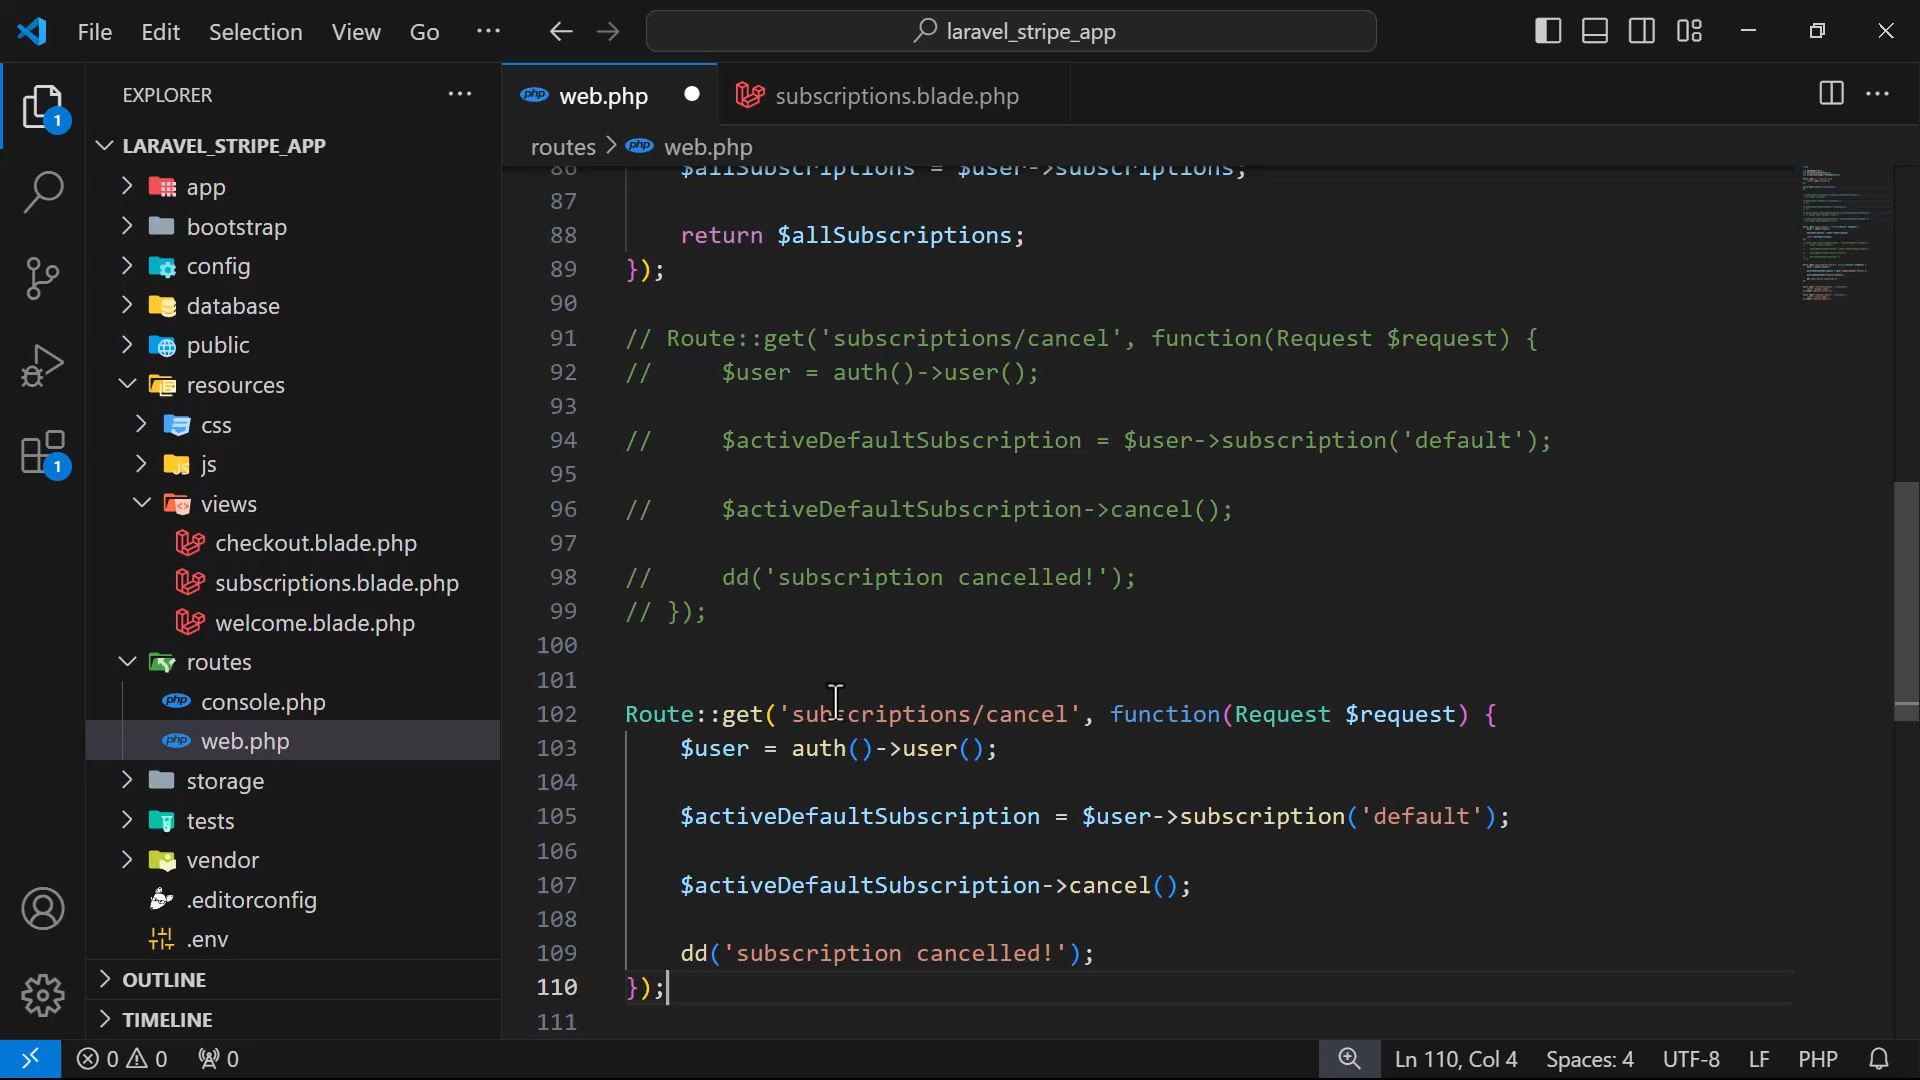 File Edit Selection View Go ··· laravel_stripe_app
EXPLORER
1
LARAVEL_STRIPE_APP
app
bootstrap
config
database
public
resources
css
1
js
views
checkout.blade.php
subscriptions.blade.php
welcome.blade.php
routes
console.php
web.php
storage
tests
vendor
.editorconfig
.env
OUTLINE
TIMELINE
web.php
subscriptions.blade.php
routes > web.php
86 $allSubscriptions = $user->subscriptions;
87
88 return $allSubscriptions;
89 });
90
91 // Route::get('subscriptions/cancel', function(Request $request) {
92 //     $user = auth()->user();
93
94 //     $activeDefaultSubscription = $user->subscription('default');
95
96 //     $activeDefaultSubscription->cancel();
97
98 //     dd('subscription cancelled!');
99 // });
100
101
102 Route::get('subscriptions/cancel', function(Request $request) {
103     $user = auth()->user();
104
105     $activeDefaultSubscription = $user->subscription('default');
106
107     $activeDefaultSubscription->cancel();
108
109     dd('subscription cancelled!');
110 });
111
0 0 0 Ln 110, Col 4 Spaces: 4 UTF-8 LF PHP